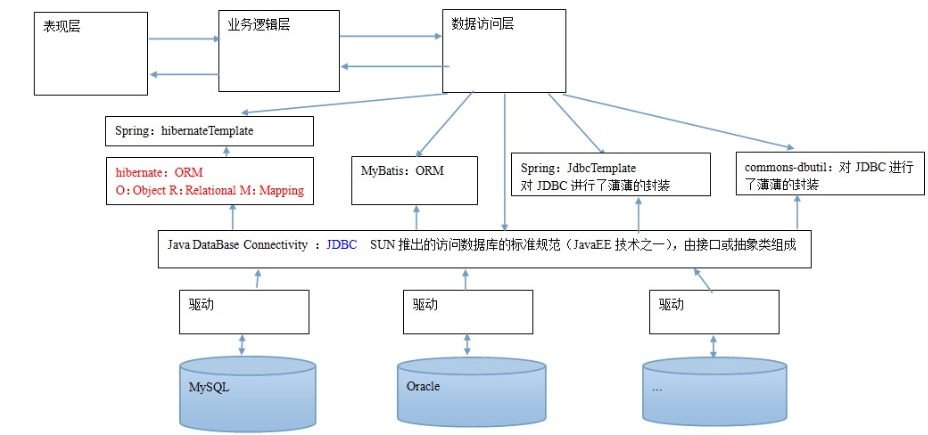 表现层
业务逻辑层
数据访问层
Spring：hibernateTemplate
hibernate：ORM
O：Object R：Relational M：Mapping
MyBatis：ORM
Spring：JdbcTemplate
对 JDBC 进行了薄薄的封装
commons-dbutil：对 JDBC 进行
了薄薄的封装
Java DataBase Connectivity ：JDBC SUN 推出的访问数据库的标准规范（JavaEE 技术之一），由接口或抽象类组成
驱动
驱动
驱动
MySQL
Oracle
...